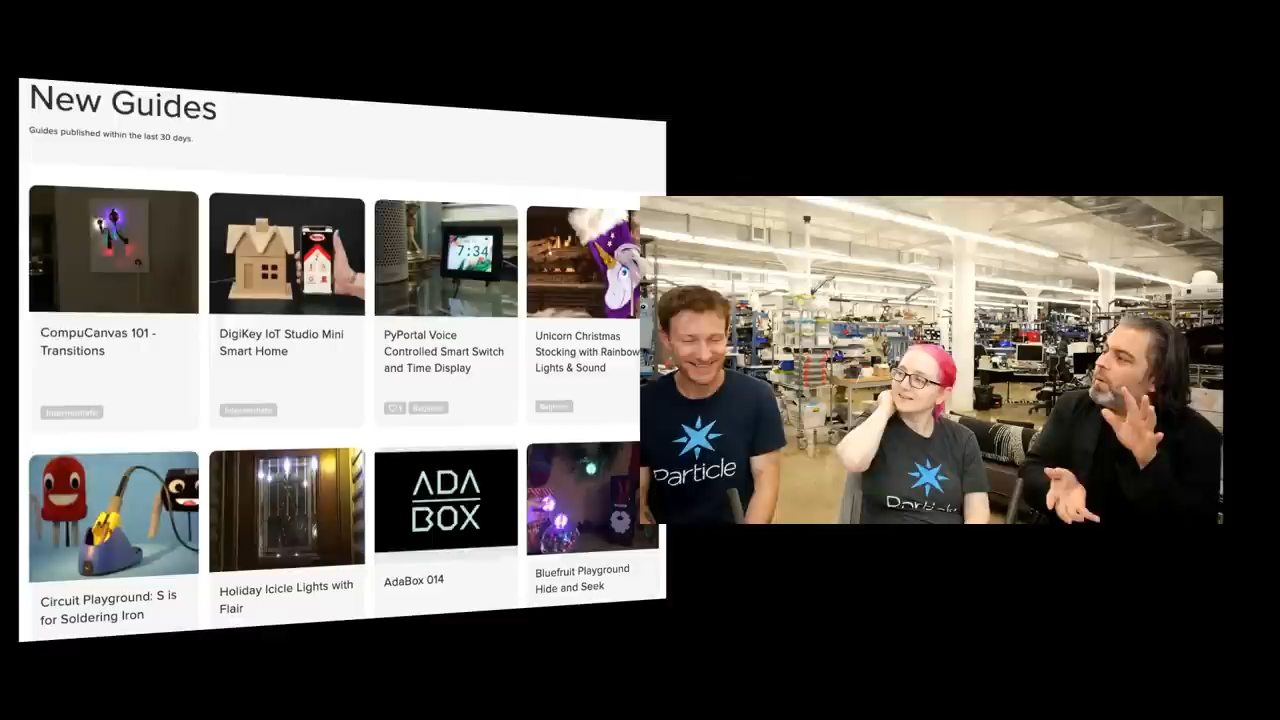 New Guides
Guides published within the last 30 days.
CompuCanvas 101 -
Transitions
Intermediate
DigiKey IoT Studio Mini
Smart Home
Intermediate
7:34
PyPortal Voice
Controlled Smart Switch
and Time Display
1
Beginner
Unicorn Christmas
Stocking with Rainbow
Lights & Sound
Beginner
Circuit Playground: S is
for Soldering Iron
Holiday Icicle Lights with
Flair
ADA
BOX
AdaBox 014
Bluefruit Playground
Hide and Seek
Particle
Particle